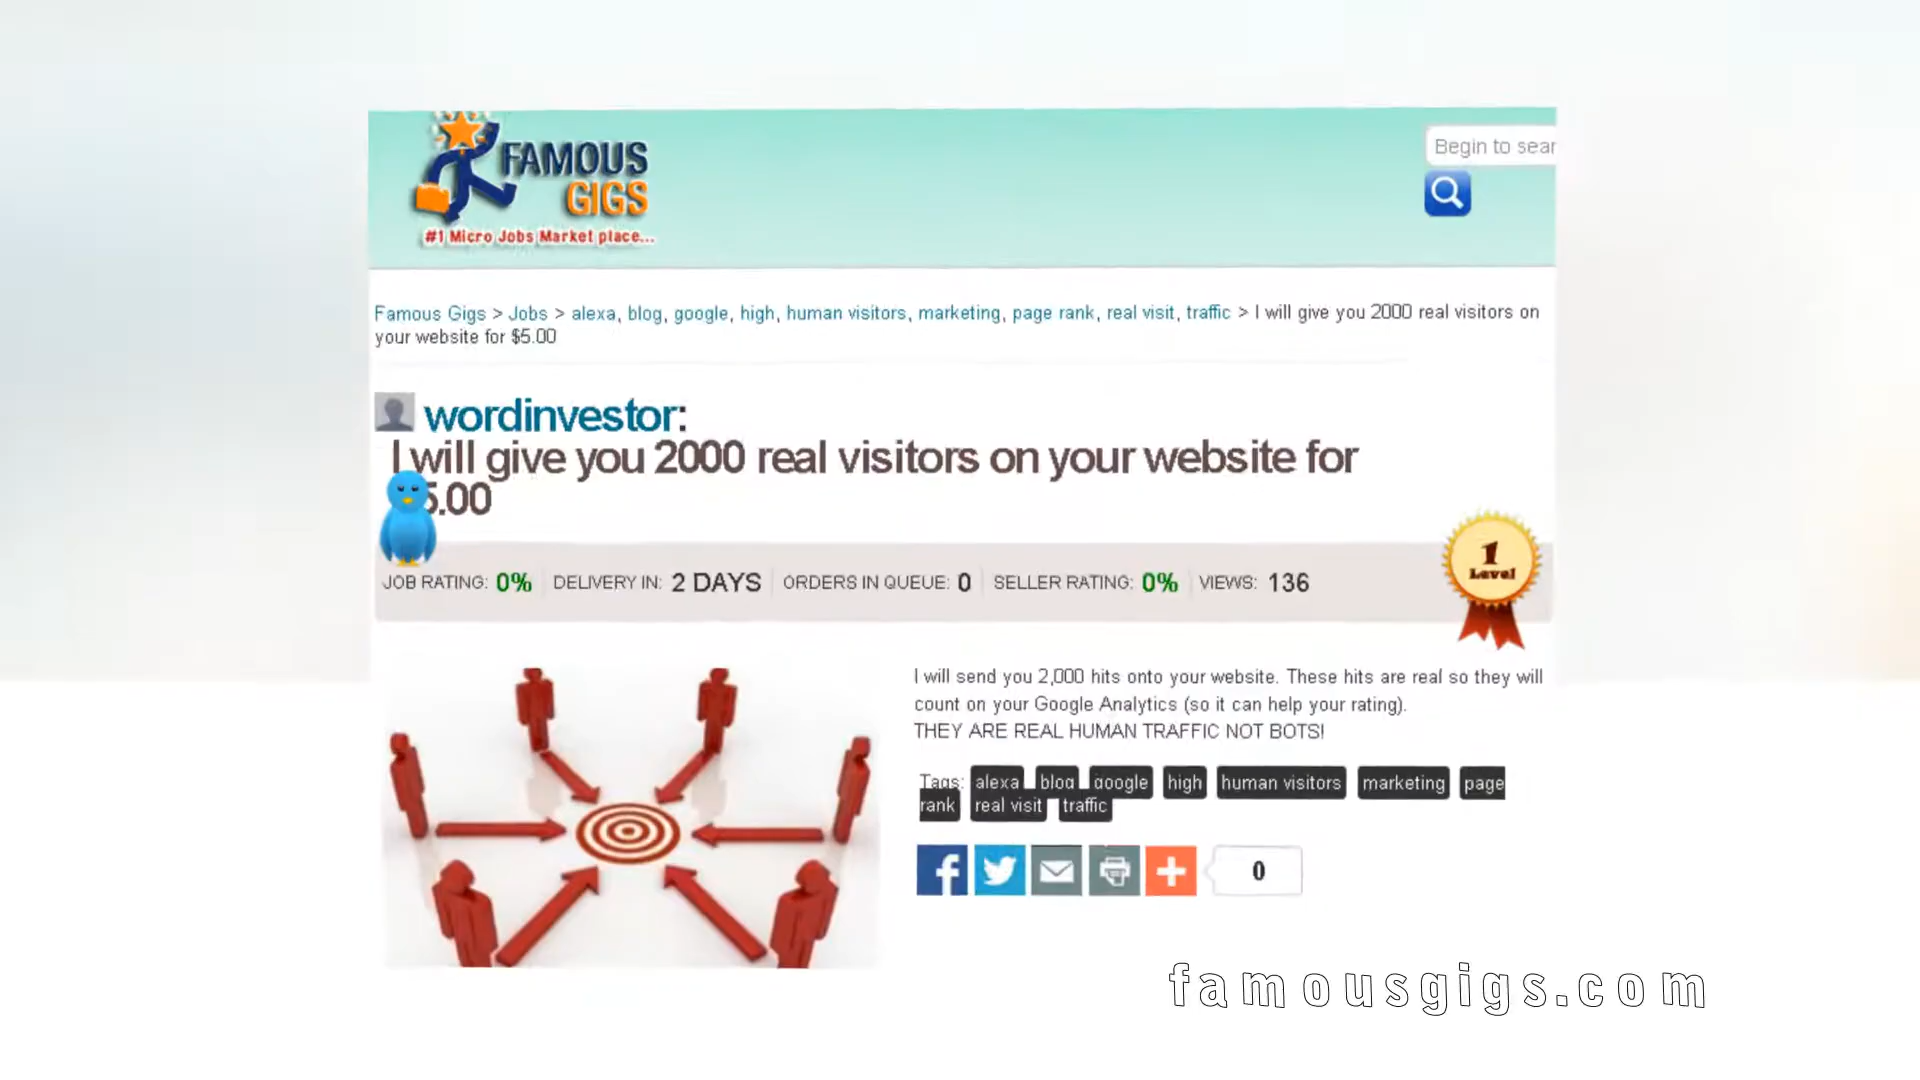 FAMOUS
GIGS
#1 Micro Jobs Market place...
Begin to sear
Famous Gigs > Jobs > alexa, blog, google, high, human visitors, marketing, page rank, real visit, traffic > I will give you 2000 real visitors on
your website for $5.00
wordinvestor:
I will give you 2000 real visitors on your website for
5.00
1
Level
JOB RATING: 0% DELIVERY IN: 2 DAYS ORDERS IN QUEUE: 0 SELLER RATING: 0% VIEWS: 136
I will send you 2,000 hits onto your website. These hits are real so they will
count on your Google Analytics (so it can help your rating).
THEY ARE REAL HUMAN TRAFFIC NOT BOTS!
Tags: alexa blog google high human visitors marketing page
rank real visit traffic
0
famousgigs.com